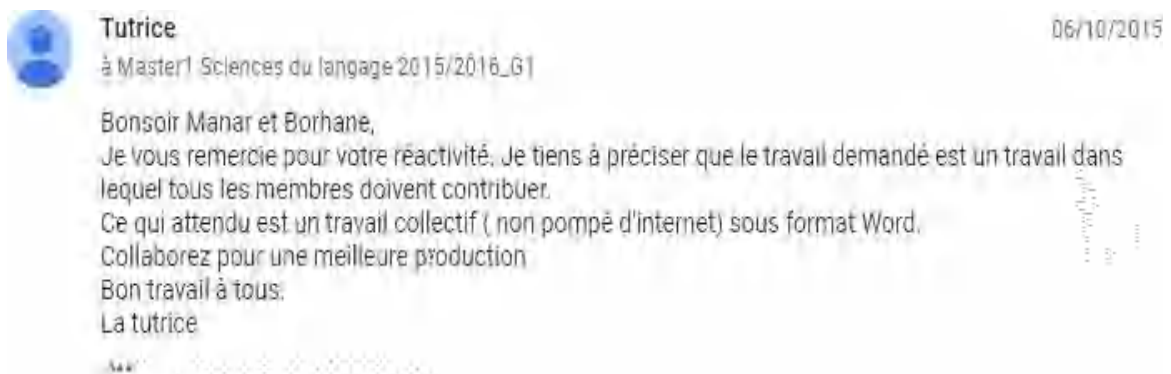 Tutrice
06/10/2015
à Master1 Sciences du langage 2015/2016_G1
Bonsoir Manar et Borhane,
Je vous remercie pour votre réactivité. Je tiens à préciser que le travail demandé est un travail dans
lequel tous les membres doivent contribuer.
Ce qui attendu est un travail collectif ( non pompé d'internet) sous format Word.
Collaborez pour une meilleure production
Bon travail à tous.
La tutrice